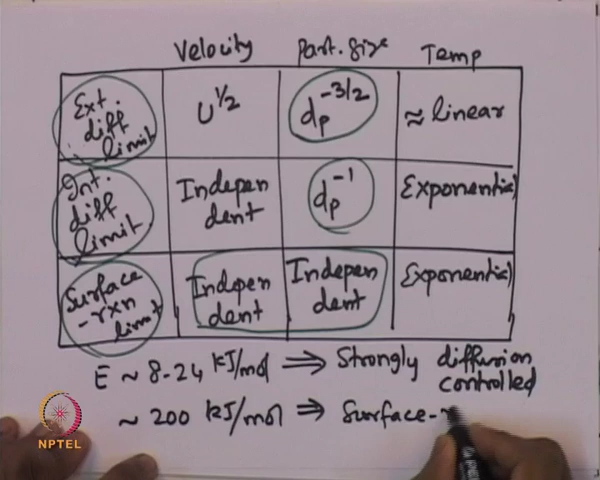 Velocity Part. Size Temp
Ext. diff limit U^1/2 dp^-3/2 ≈ linear
Int. diff limit. Indepen dent dp^-1 Exponential
Surface -rxn limit Indepen dent Indepen dent Exponential
E ~ 8-24 kJ/mol ⟹ Strongly diffusion controlled
~ 200 kJ/mol ⟹ Surface-
NPTEL